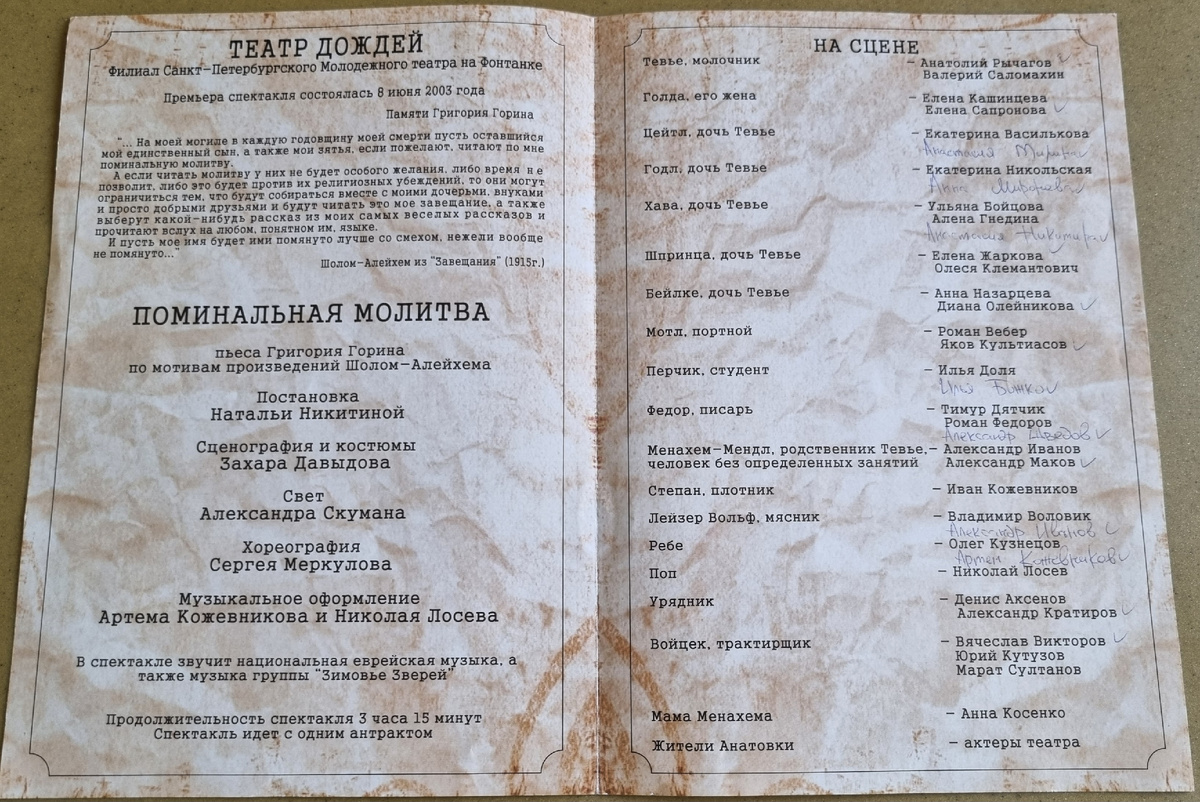 ТЕАТР ДОЖДЕЙ
Филиал Санкт-Петербургского Молодежного театра на Фонтанке
Премьера спектакля состоялась 8 июня 2003 года
Памяти Григория Горина
"... На моей могиле в каждую годовщину моей смерти пусть оставшийся
мой единственный сын, а также мои зятья, если пожелают, читают по мне
поминальную молитву.
А если читать молитву у них не будет особого желания, либо время не
позволит, либо это будет против их религиозных убеждений, то они могут
ограничиться тем, что будут собираться вместе с моими дочерьми, внуками
и просто добрыми друзьями и будут читать это мое завещание, а также
выберут какой-нибудь рассказ из моих самых веселых рассказов и
прочитают вслух на любом, понятном им, языке.
И пусть мое имя будет ими помянуто лучше со смехом, нежели вообще
не помянуто..."
Шолом-Алейхем из "Завещания" (1915г.)
ПОМИНАЛЬНАЯ МОЛИТВА
пьеса Григория Горина
по мотивам произведений Шолом-Алейхема
Постановка
Натальи Никитиной
Сценография и костюмы
Захара Давыдова
Свет
Александра Скумана
Хореография
Сергея Меркулова
Музыкальное оформление
Артема Кожевникова и Николая Лосева
В спектакле звучит национальная еврейская музыка, а
также музыка группы "Зимовье Зверей"
Продолжительность спектакля 3 часа 15 минут
Спектакль идет с одним антрактом
НА СЦЕНЕ
Тевье, молочник – Анатолий Рычагов
Валерий Саломахин
Голда, его жена – Елена Кашинцева
Елена Сапронова
Цейтл, дочь Тевье – Екатерина Василькова
Анастасия
Годл, дочь Тевье – Екатерина Никольская
Анна
Хава, дочь Тевье – Ульяна Бойцова
Алена Гнедина
Анастасия
Шпринца, дочь Тевье – Елена Жаркова
Олеся Клемантович
Бейлке, дочь Тевье – Анна Назарцева
Диана Олейникова
Мотл, портной – Роман Вебер
Яков Культиасов
Перчик, студент – Илья Доля
Илья
Федор, писарь – Тимур Дятчик
Роман Федоров
Александр Шведов
Менахем-Мендл, родственник Тевье, – Александр Иванов
человек без определенных занятий Александр Маков
Степан, плотник – Иван Кожевников
Лейзер Вольф, мясник – Владимир Воловик
Александр Иванов
Ребе – Олег Кузнецов
Артем Кожевников
Поп – Николай Лосев
Урядник – Денис Аксенов
Александр Кратиров
Войцек, трактирщик – Вячеслав Викторов
Юрий Кутузов
Марат Султанов
Мама Менахема – Анна Косенко
Жители Анатовки – актеры театра